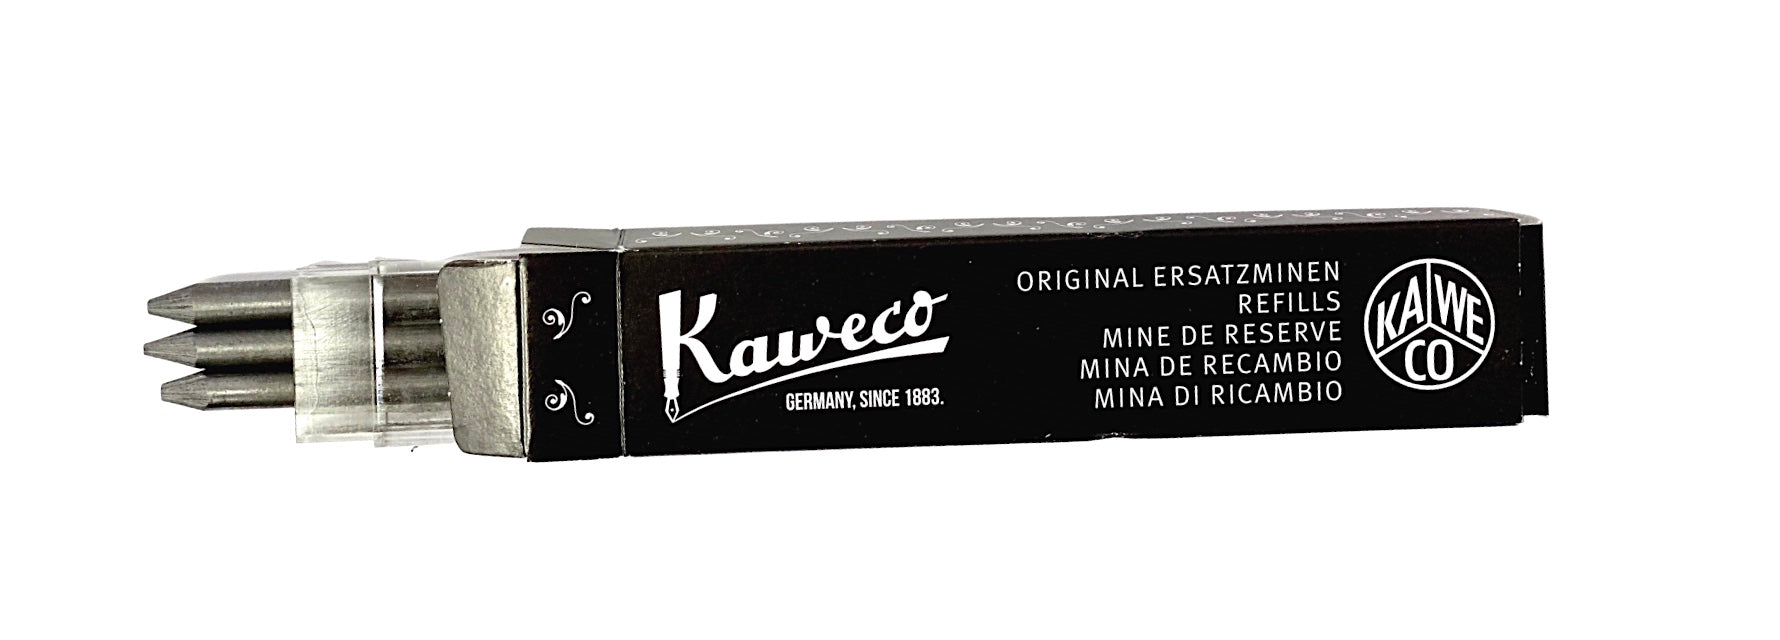 Kaweco
GERMANY, SINCE 1883.
ORIGINAL ERSATZMINEN
REFILLS
MINE DE RESERVE
MINA DE RECAMBIO
MINA DI RICAMBIO
KA WE
CO